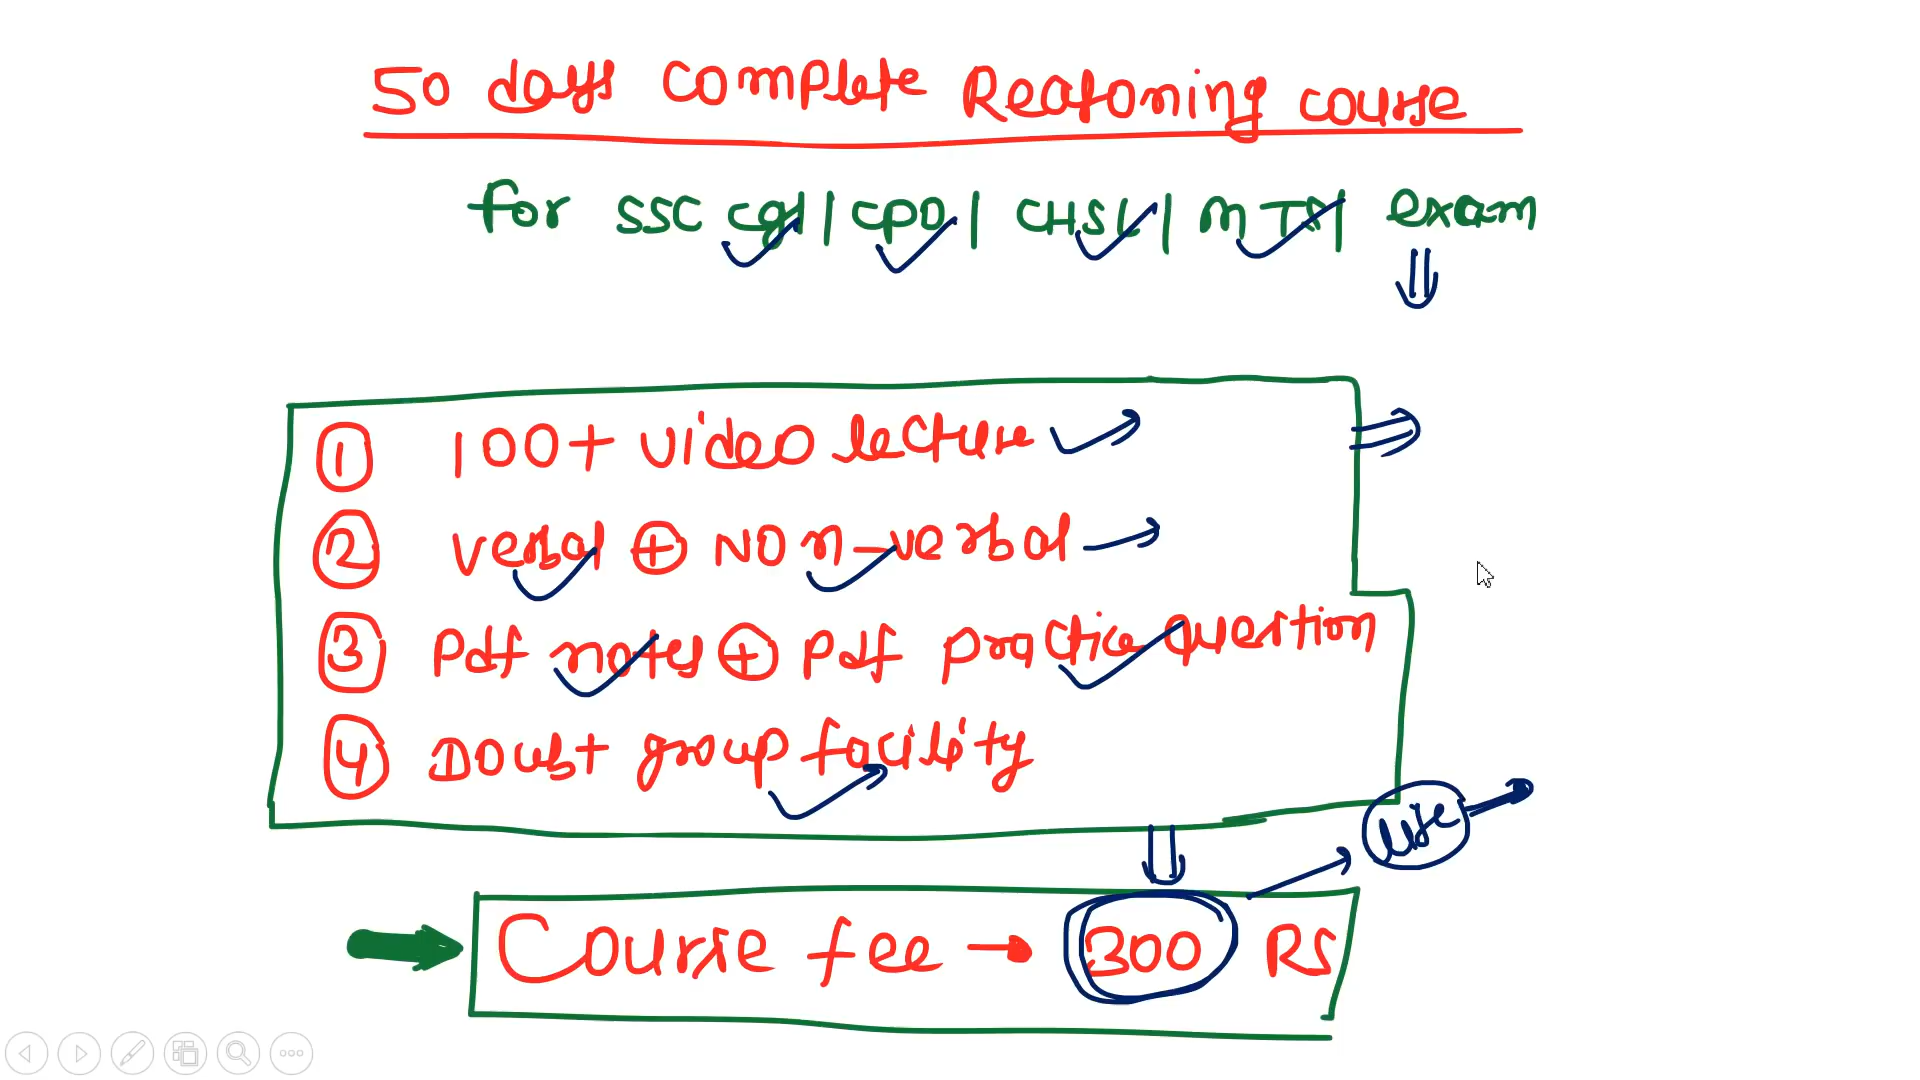 50 days complete Reasoning course
for SSC cgl | CPO | CHSL | MTS | exam
1 100+ video lecture
2 verbal + NON-verbal
3 Pdf notes + Pdf practice question
4 Doubt group facility
Course fee → 300 RS